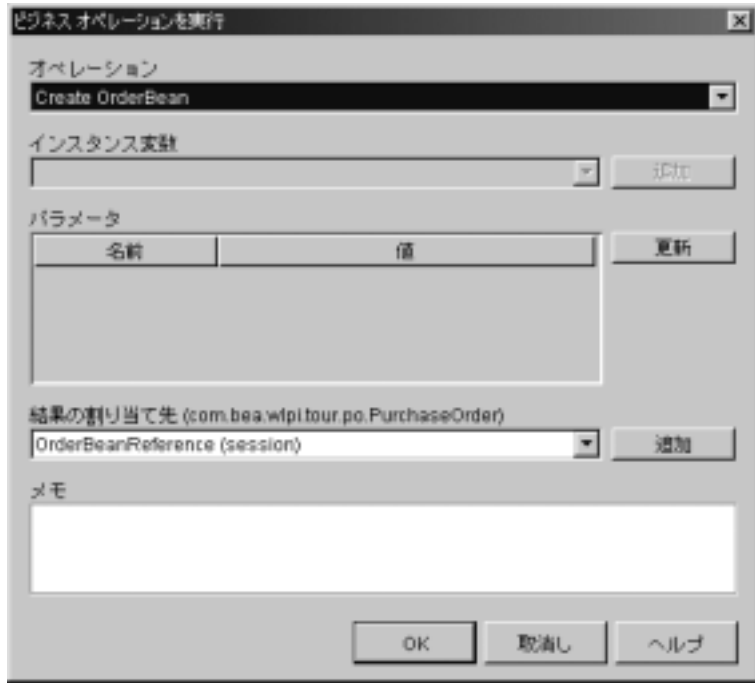 ビジネス オペレーションを実行
オペレーション
Create OrderBean
インスタンス変数
追加
パラメータ
名前 値
更新
結果の割り当て先 (com.bea.wlpi.tour.po.PurchaseOrder)
OrderBeanReference (session)
追加
メモ
OK 取消し ヘルプ